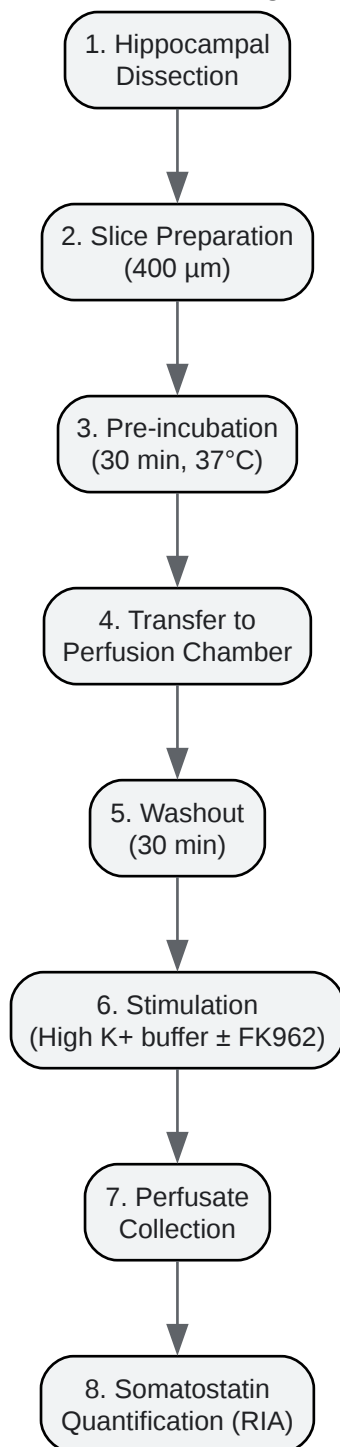 1. Hippocampal
Dissection
2. Slice Preparation
(400 µm)
3. Pre-incubation
(30 min, 37°C)
4. Transfer to
Perfusion Chamber
5. Washout
(30 min)
6. Stimulation
(High K+ buffer ± FK962)
7. Perfusate
Collection
8. Somatostatin
Quantification (RIA)